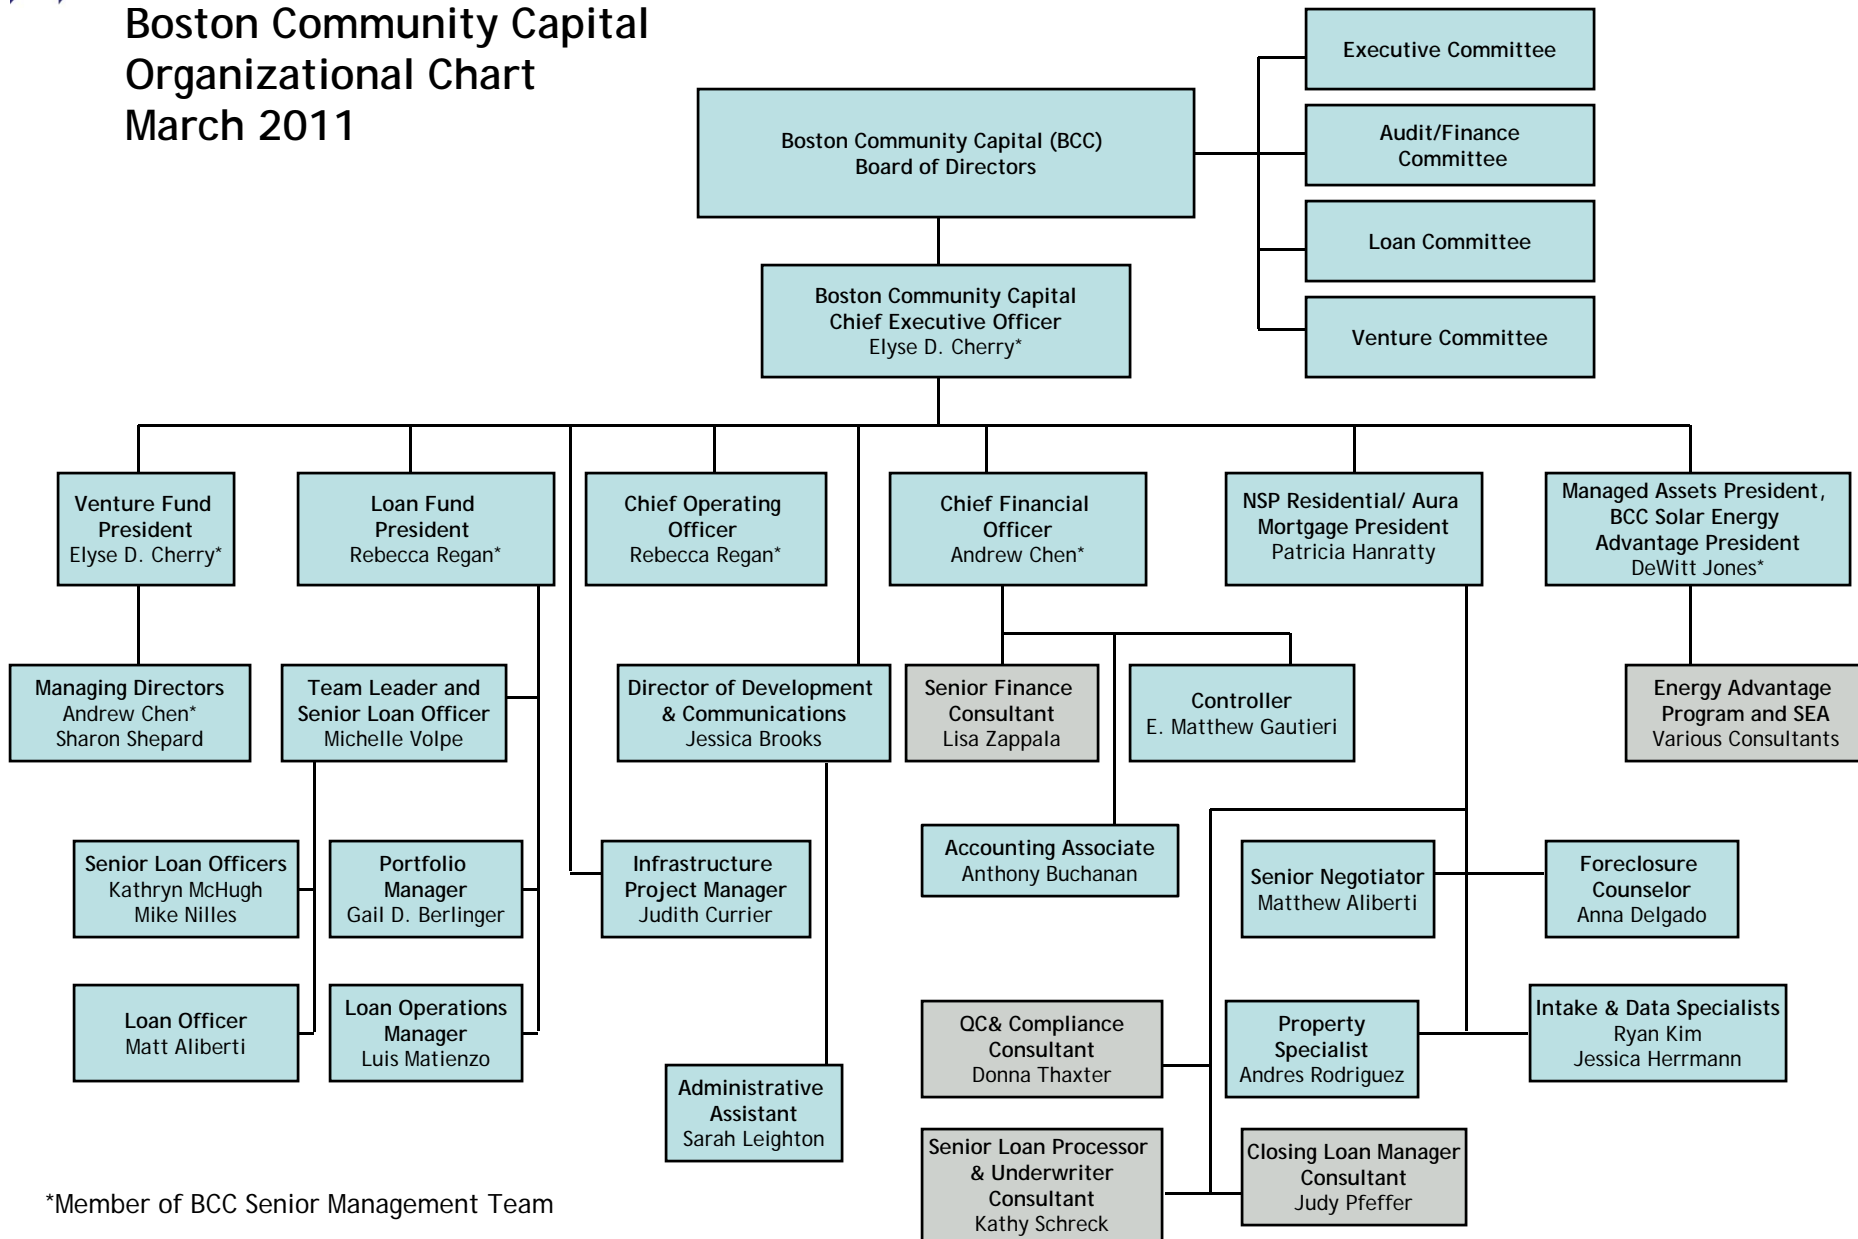 Boston Community Capital
Organizational Chart
March 2011
Executive Committee
Audit/Finance
Committee
Loan Committee
Venture Committee
Boston Community Capital (BCC)
Board of Directors
Boston Community Capital
Chief Executive Officer
Elyse D. Cherry*
Venture Fund
President
Elyse D. Cherry*
Loan Fund
President
Rebecca Regan*
Chief Operating
Officer
Rebecca Regan*
Chief Financial
Officer
Andrew Chen*
NSP Residential/ Aura
Mortgage President
Patricia Hanratty
Managed Assets President,
BCC Solar Energy
Advantage President
DeWitt Jones*
Managing Directors
Andrew Chen*
Sharon Shepard
Team Leader and
Senior Loan Officer
Michelle Volpe
Director of Development
& Communications
Jessica Brooks
Senior Finance
Consultant
Lisa Zappala
Controller
E. Matthew Gautieri
Energy Advantage
Program and SEA
Various Consultants
Senior Loan Officers
Kathryn McHugh
Mike Nilles
Portfolio
Manager
Gail D. Berlinger
Infrastructure
Project Manager
Judith Currier
Accounting Associate
Anthony Buchanan
Senior Negotiator
Matthew Aliberti
Foreclosure
Counselor
Anna Delgado
Loan Officer
Matt Aliberti
Loan Operations
Manager
Luis Matienzo
Administrative
Assistant
Sarah Leighton
QC& Compliance
Consultant
Donna Thaxter
Property
Specialist
Andres Rodriguez
Intake & Data Specialists
Ryan Kim
Jessica Herrmann
Senior Loan Processor
& Underwriter
Consultant
Kathy Schreck
Closing Loan Manager
Consultant
Judy Pfeffer
*Member of BCC Senior Management Team